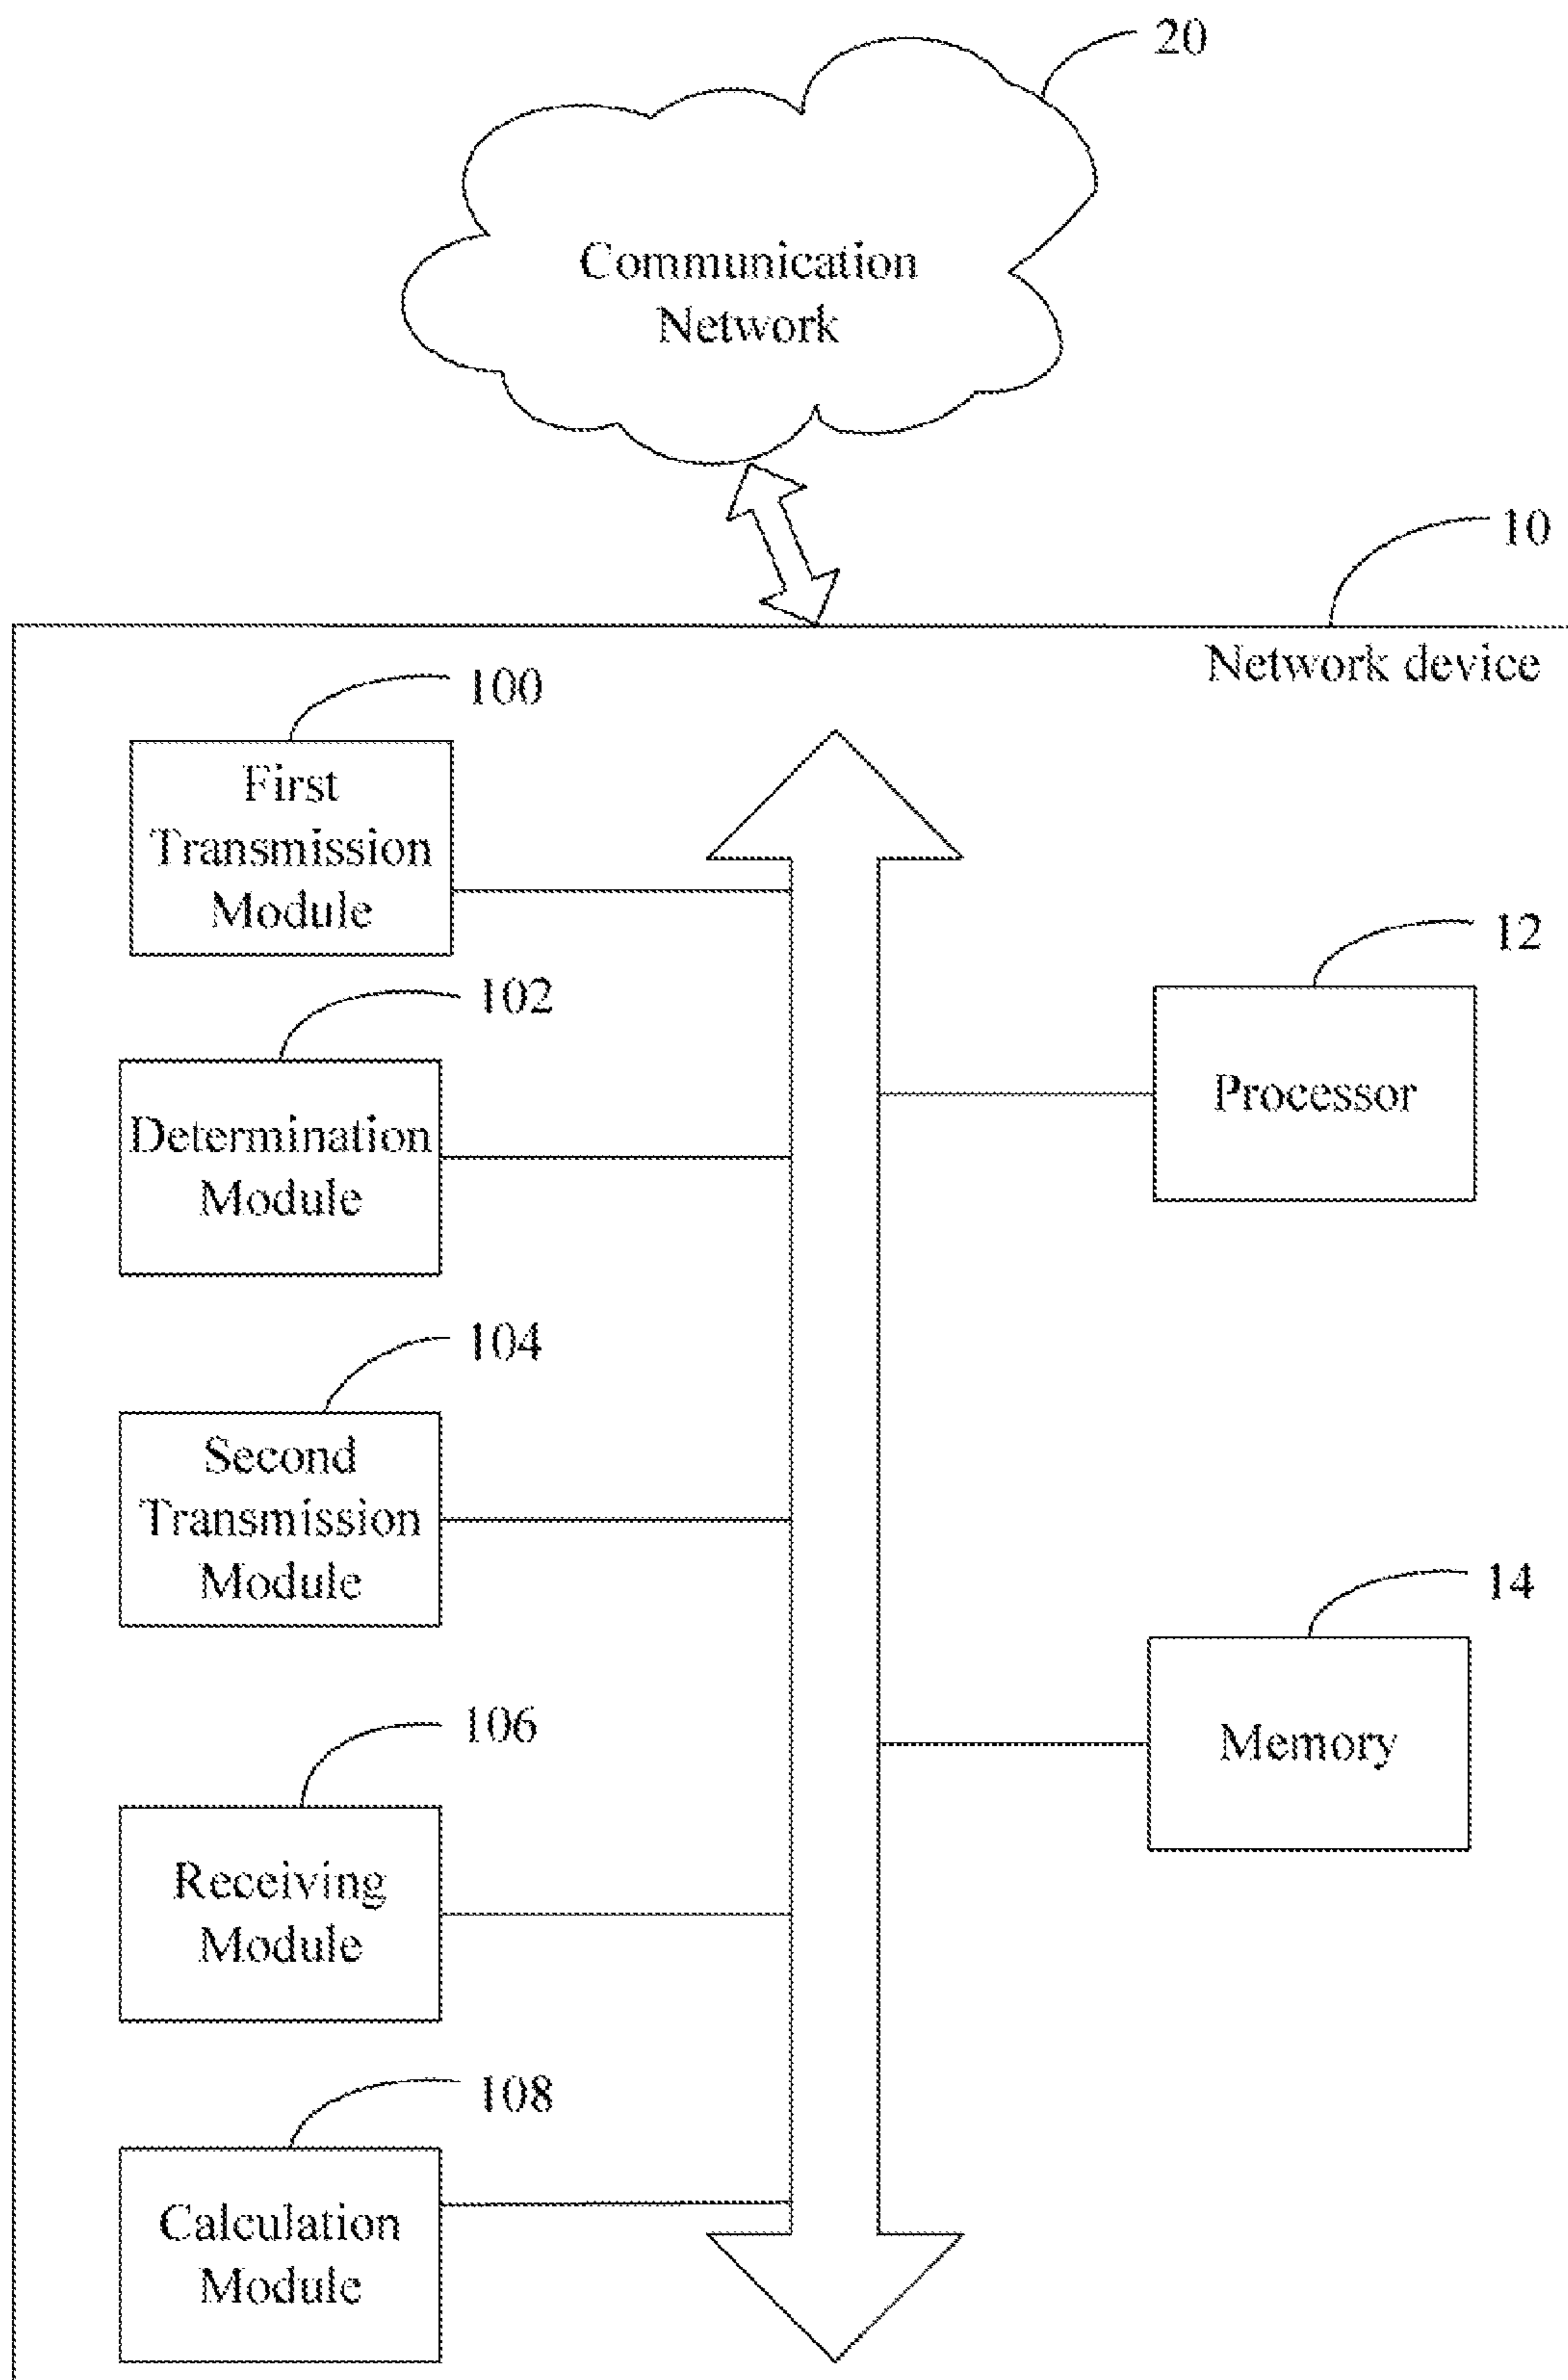 20
Communication
Network
10
Network device
100
First
Transmission
Module
12
Processor
102
Determination
Module
104
Second
Transmission
Module
14
Memory
106
Receiving
Module
108
Calculation
Module